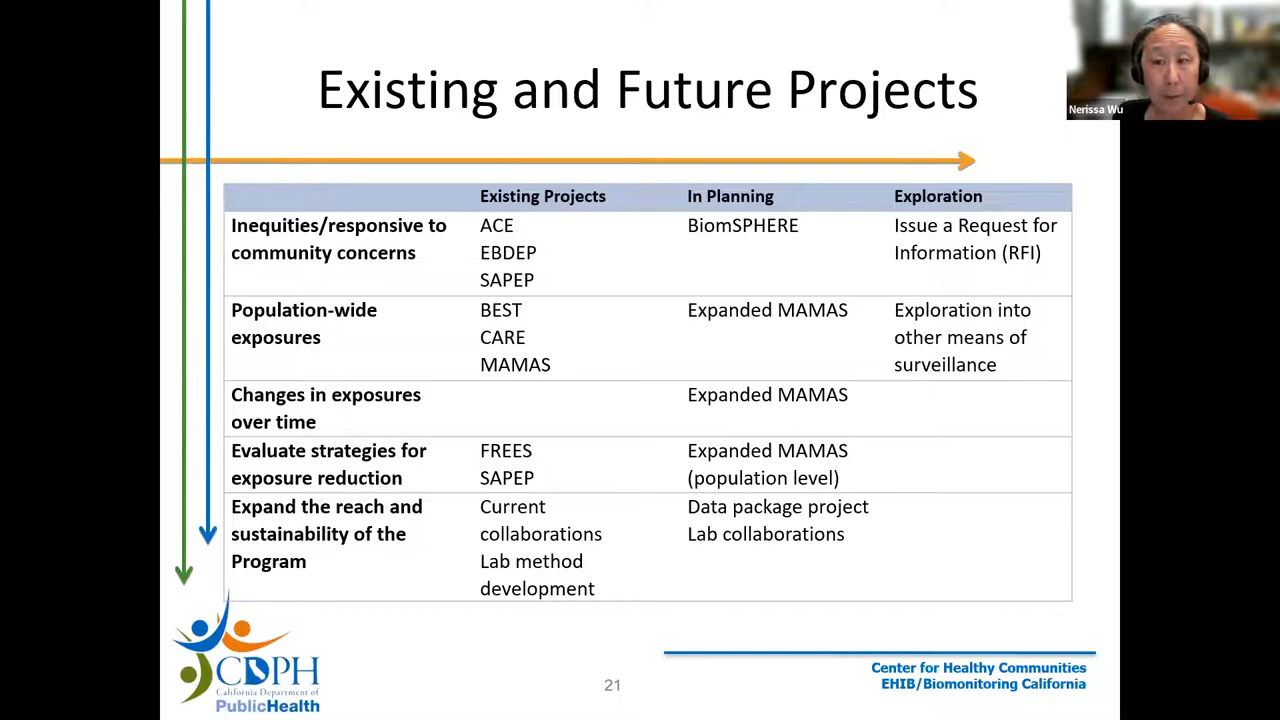 Existing and Future Projects
Nerissa Wu
Existing Projects In Planning Exploration
Inequities/responsive to ACE BiomSPHERE Issue a Request for
community concerns EBDEP Information (RFI)
SAPEP
Population-wide BEST Expanded MAMAS Exploration into
exposures CARE other means of
MAMAS surveillance
Changes in exposures Expanded MAMAS
over time
Evaluate strategies for FREES Expanded MAMAS
exposure reduction SAPEP (population level)
Expand the reach and Current Data package project
sustainability of the collaborations Lab collaborations
Program Lab method
development
CDPH
California Department of
PublicHealth
21
Center for Healthy Communities
EHIB/Biomonitoring California